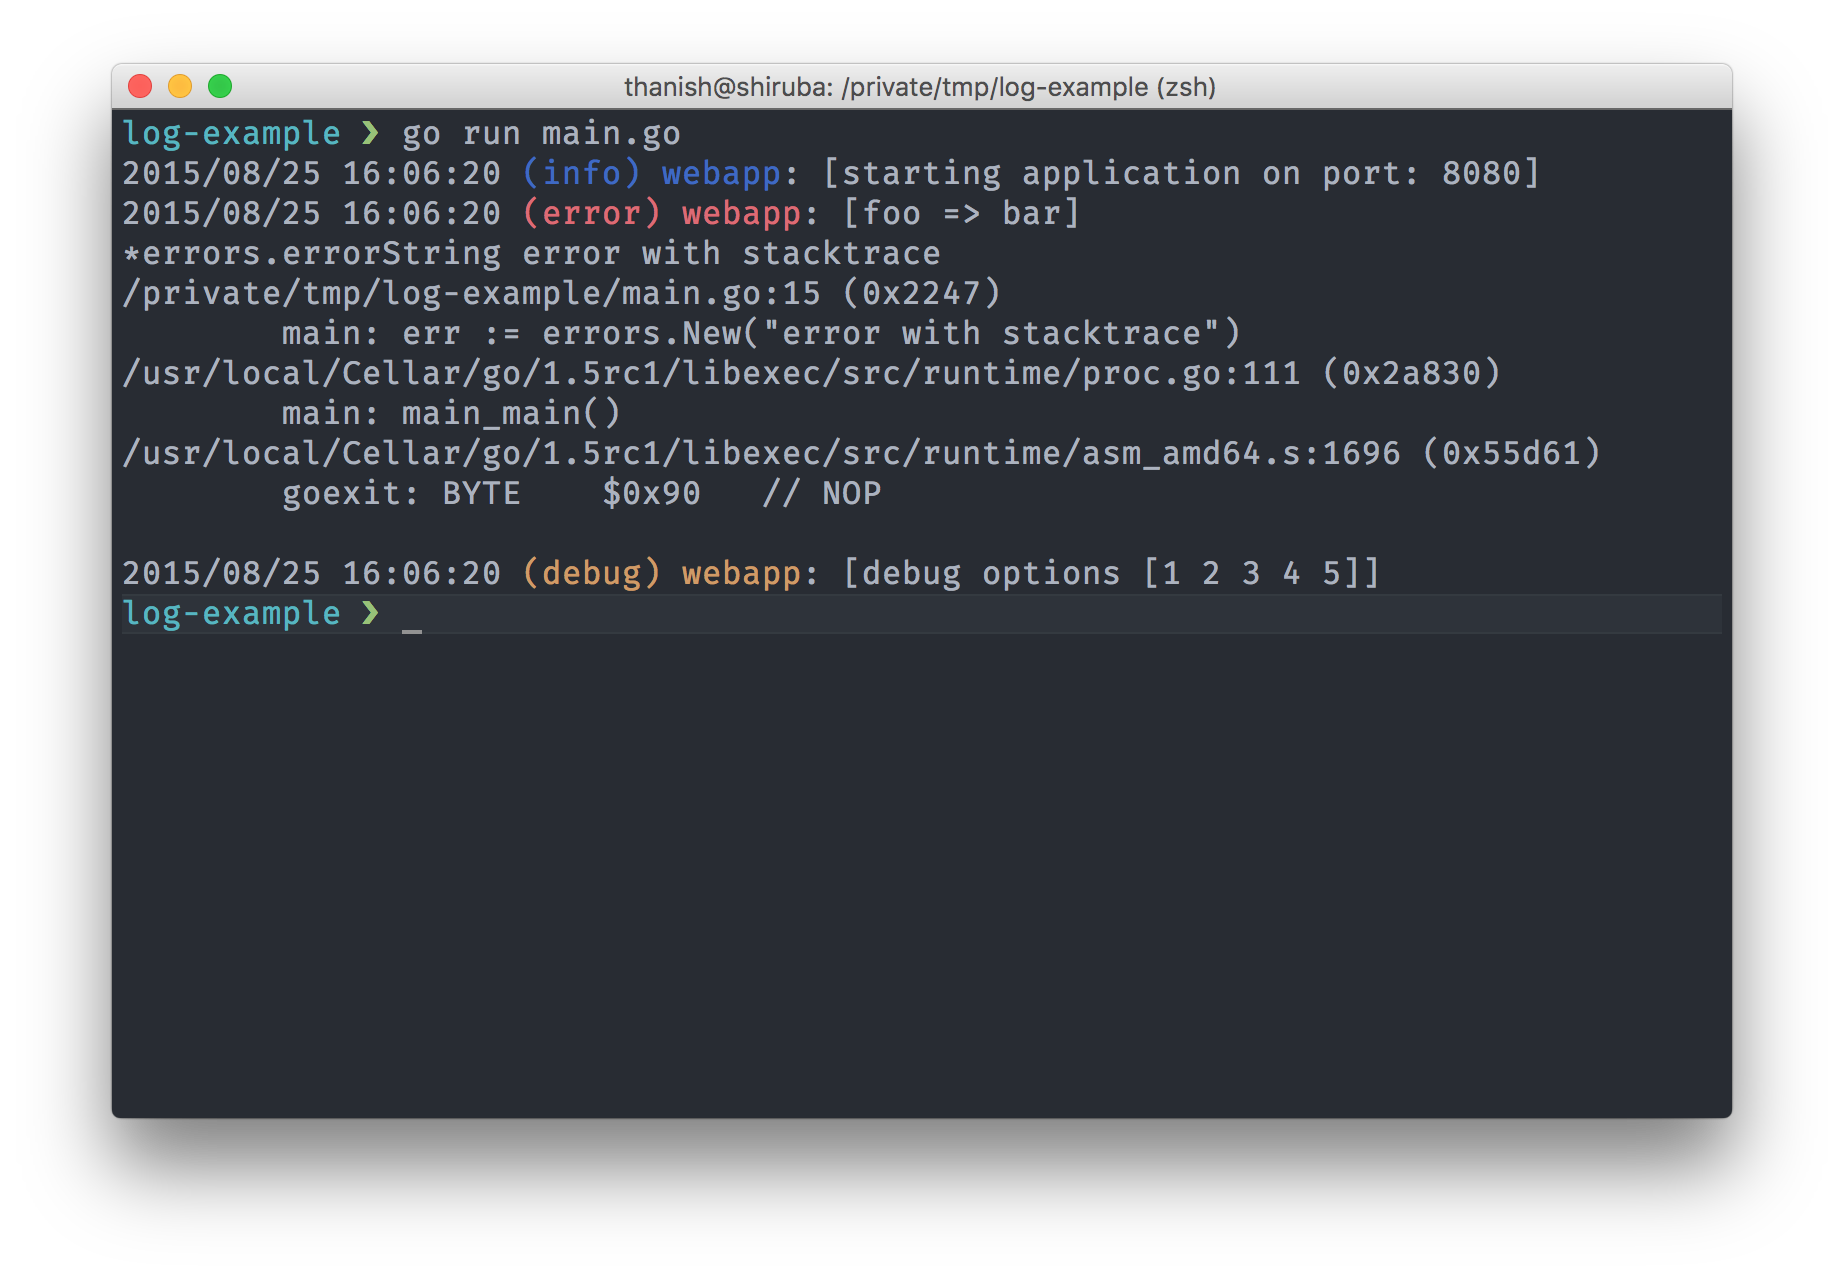 thanish@shiruba: /private/tmp/log-example (zsh)
log-example ❯ go run main.go
2015/08/25 16:06:20 (info) webapp: [starting application on port: 8080]
2015/08/25 16:06:20 (error) webapp: [foo => bar]
*errors.errorString error with stacktrace
/private/tmp/log-example/main.go:15 (0x2247)
        main: err := errors.New("error with stacktrace")
/usr/local/Cellar/go/1.5rc1/libexec/src/runtime/proc.go:111 (0x2a830)
        main: main_main()
/usr/local/Cellar/go/1.5rc1/libexec/src/runtime/asm_amd64.s:1696 (0x55d61)
        goexit: BYTE    $0x90   // NOP
2015/08/25 16:06:20 (debug) webapp: [debug options [1 2 3 4 5]]
log-example ❯ _